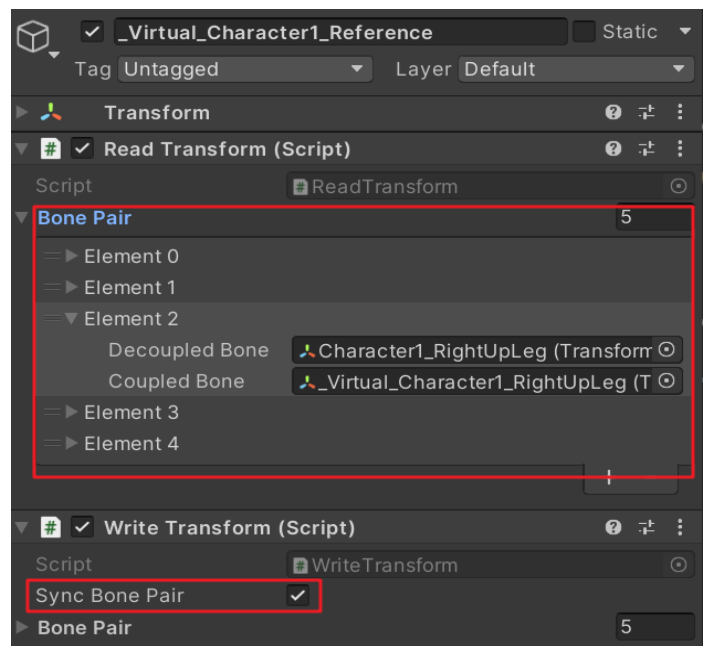 _Virtual_Character1_Reference Static
Tag Untagged Layer Default
Transform
# Read Transform (Script)
Script #ReadTransform
Bone Pair 5
Element 0
Element 1
Element 2
Decoupled Bone Character1_RightUpLeg (Transform
Coupled Bone _Virtual_Character1_RightUpLeg (T
Element 3
Element 4
+ -
# Write Transform (Script)
Script #WriteTransform
Sync Bone Pair
Bone Pair 5